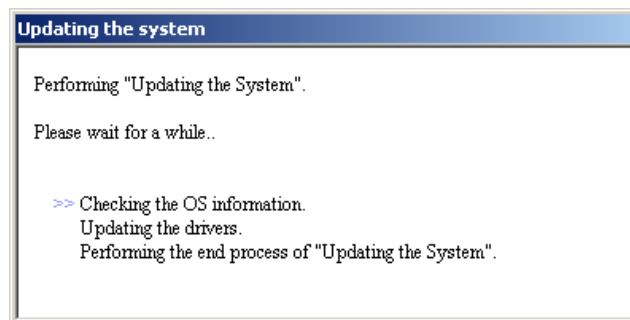 Updating the system
Performing "Updating the System".
Please wait for a while..
>> Checking the OS information.
Updating the drivers.
Performing the end process of "Updating the System".